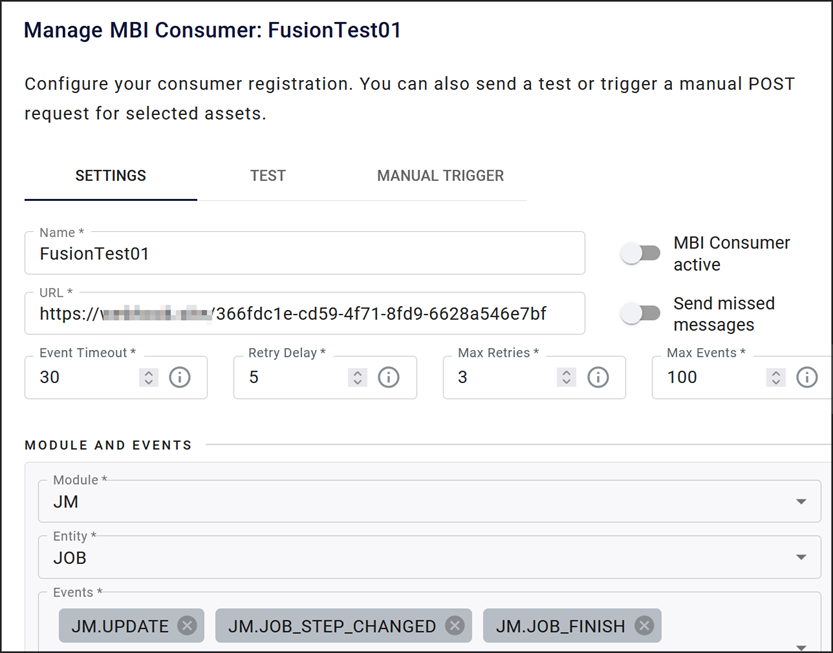 Manage MBI Consumer: FusionTest01
Configure your consumer registration. You can also send a test or trigger a manual POST
request for selected assets.
SETTINGS TEST MANUAL TRIGGER
Name *
FusionTest01
MBI Consumer
active
URL *
https:// /366fdc1e-cd59-4f71-8fd9-6628a546e7bf
Send missed
messages
Event Timeout * Retry Delay * Max Retries * Max Events *
30 5 3 100
MODULE AND EVENTS
Module *
JM
Entity *
JOB
Events *
JM.UPDATE JM.JOB_STEP_CHANGED JM.JOB_FINISH